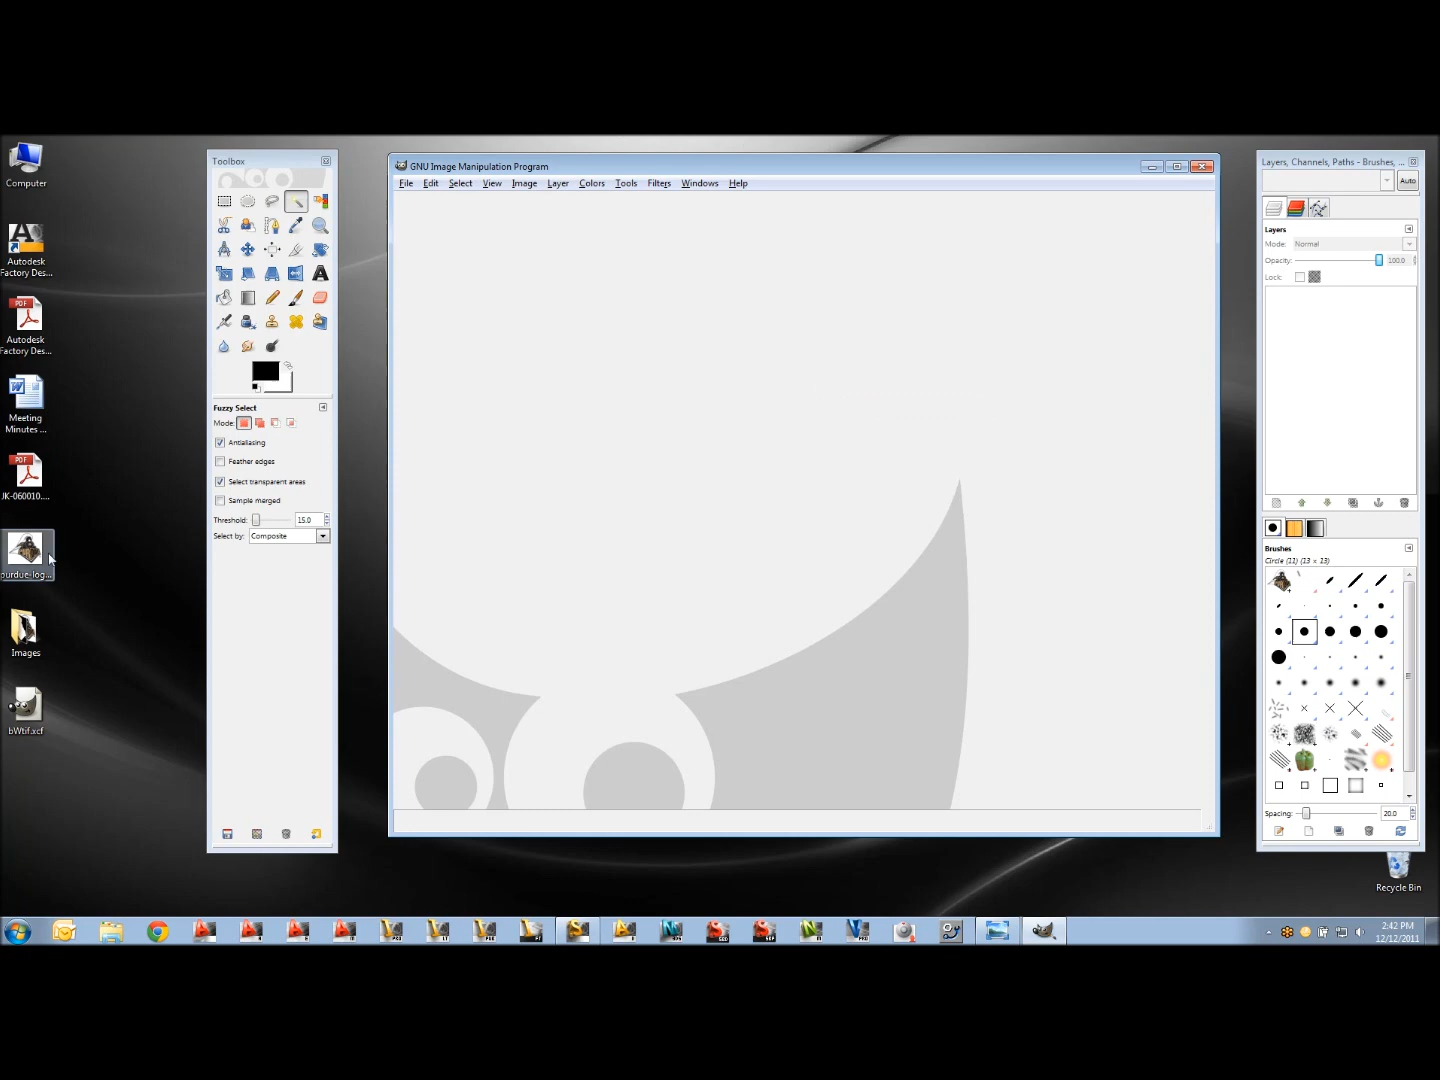 Computer
Autodesk
Factory Des...
Autodesk
Factory Des...
Meeting
Minutes ...
JK-060010....
purdue-log...
Images
bWtif.xcf
Toolbox
Fuzzy Select
Mode:
Antialiasing
Feather edges
Select transparent areas
Sample merged
Threshold: 15.0
Select by: Composite
GNU Image Manipulation Program
File Edit Select View Image Layer Colors Tools Filters Windows Help
Layers, Channels, Paths - Brushes, ...
Auto
Layers
Mode: Normal
Opacity: 100.0
Lock:
Brushes
Circle (11) (13 × 13)
Spacing: 20.0
Recycle Bin
2:42 PM
12/12/2011